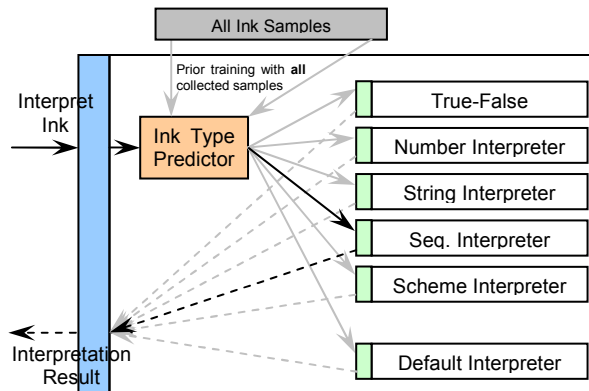 All Ink Samples
Prior training with all
collected samples
Interpret
Ink
Ink Type
Predictor
True-False
Number Interpreter
String Interpreter
Seq. Interpreter
Scheme Interpreter
Default Interpreter
Interpretation
Result